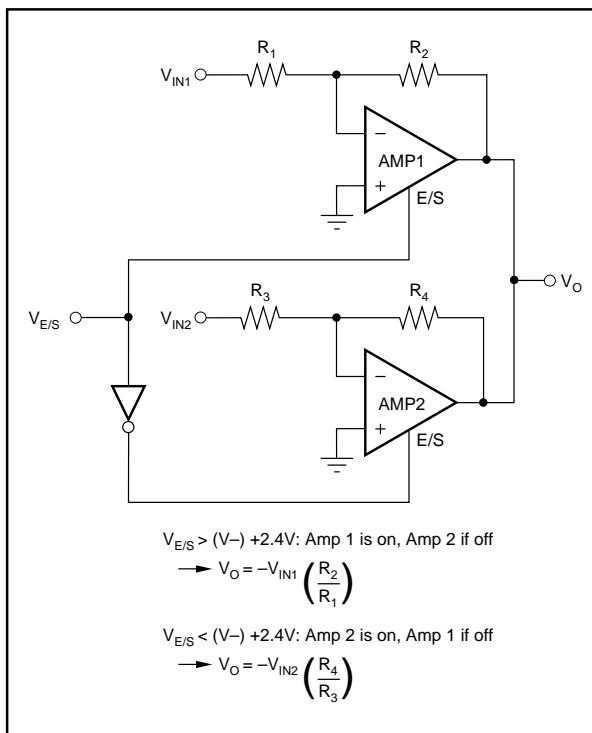 R1
R2
VIN1
−
AMP1
+
E/S
VO
R3
R4
VE/S
VIN2
−
AMP2
+
E/S
VE/S > (V–) +2.4V: Amp 1 is on, Amp 2 if off
VO = –VIN1 (R2/R1)
VE/S < (V–) +2.4V: Amp 2 is on, Amp 1 if off
VO = –VIN2 (R4/R3)